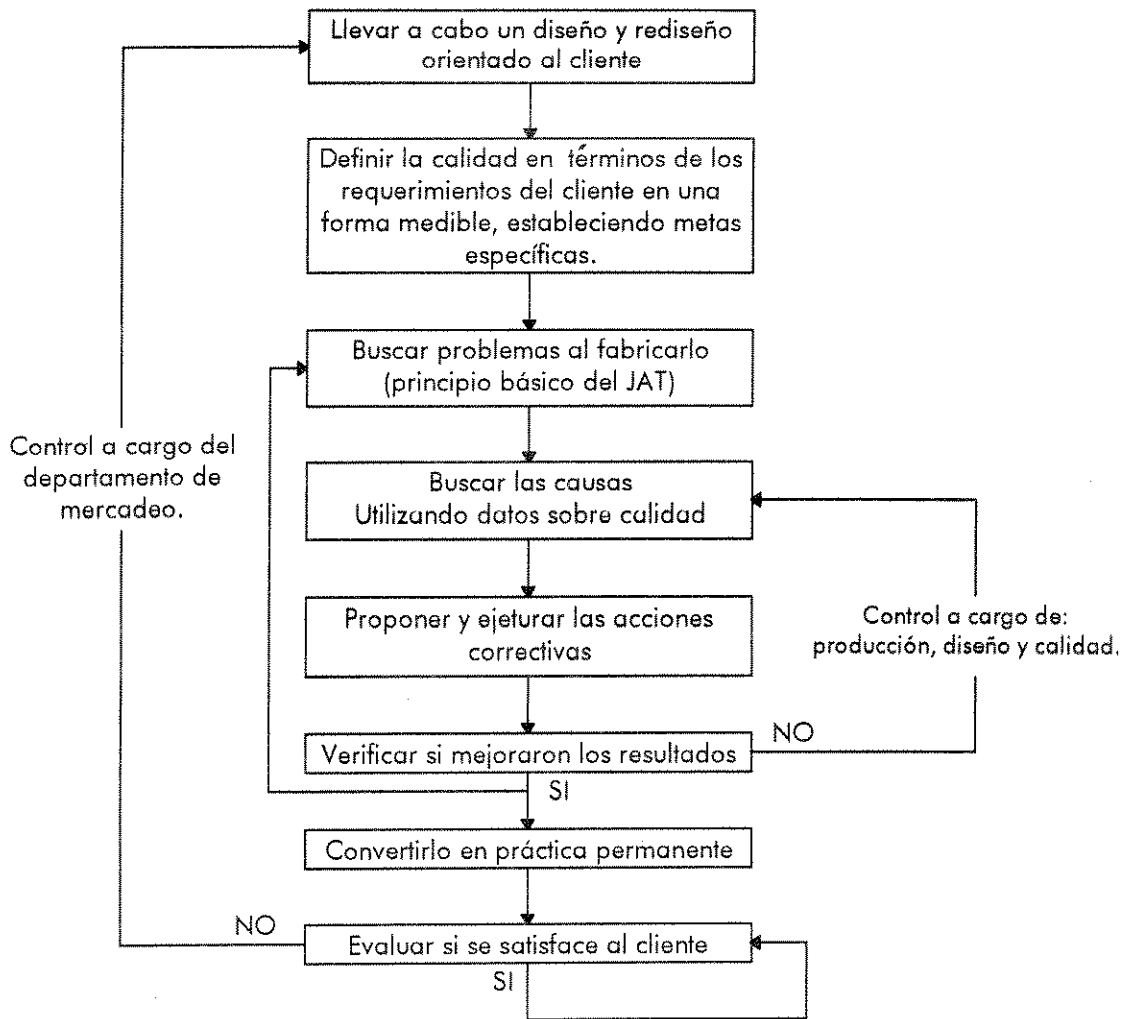 Llevar a cabo un diseño y rediseño
orientado al cliente
Definir la calidad en términos de los
requerimientos del cliente en una
forma medible, estableciendo metas
específicas.
Buscar problemas al fabricarlo
(principio básico del JAT)
Control a cargo del
departamento de
mercadeo.
Buscar las causas
Utilizando datos sobre calidad
Proponer y ejeturar las acciones
correctivas
Control a cargo de:
producción, diseño y calidad.
Verificar si mejoraron los resultados
NO
SI
Convertirlo en práctica permanente
NO
Evaluar si se satisface al cliente
SI